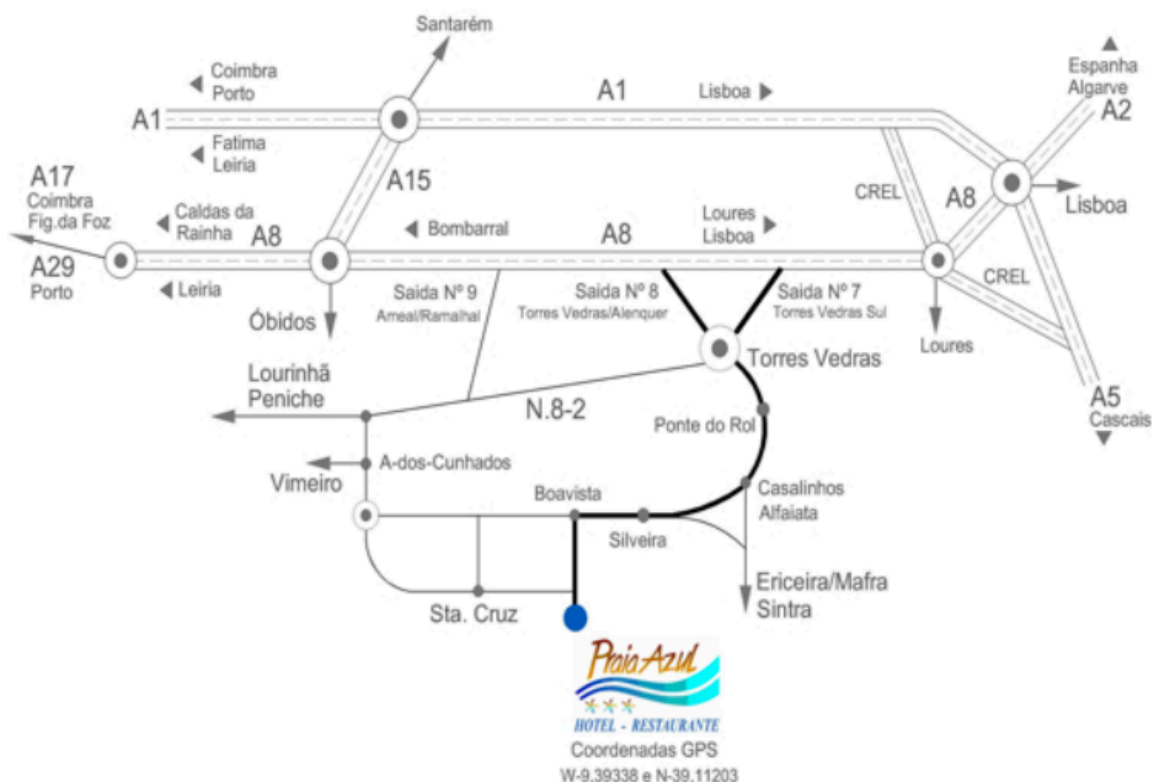 Santarém
Coimbra
Porto
A1
Lisboa
Espanha
Algarve
A2
A1
Fatima
Leiria
A15
A17
Coimbra
Fig.da Foz
Caldas da
Rainha
A8
Bombarral
A8
Loures
Lisboa
CREL
A8
Lisboa
A29
Porto
Leiria
Óbidos
Saida Nº 9
Ameal/Ramalhal
Saida Nº 8
Torres Vedras/Alenquer
Saida Nº 7
Torres Vedras Sul
CREL
Loures
Torres Vedras
Lourinhã
Peniche
N.8-2
A5
Cascais
Ponte do Rol
A-dos-Cunhados
Vimeiro
Boavista
Casalinhos
Alfaiata
Silveira
Ericeira/Mafra
Sintra
Sta. Cruz
Praia Azul
HOTEL - RESTAURANTE
Coordenadas GPS
W-9.39338 e N-39.11203